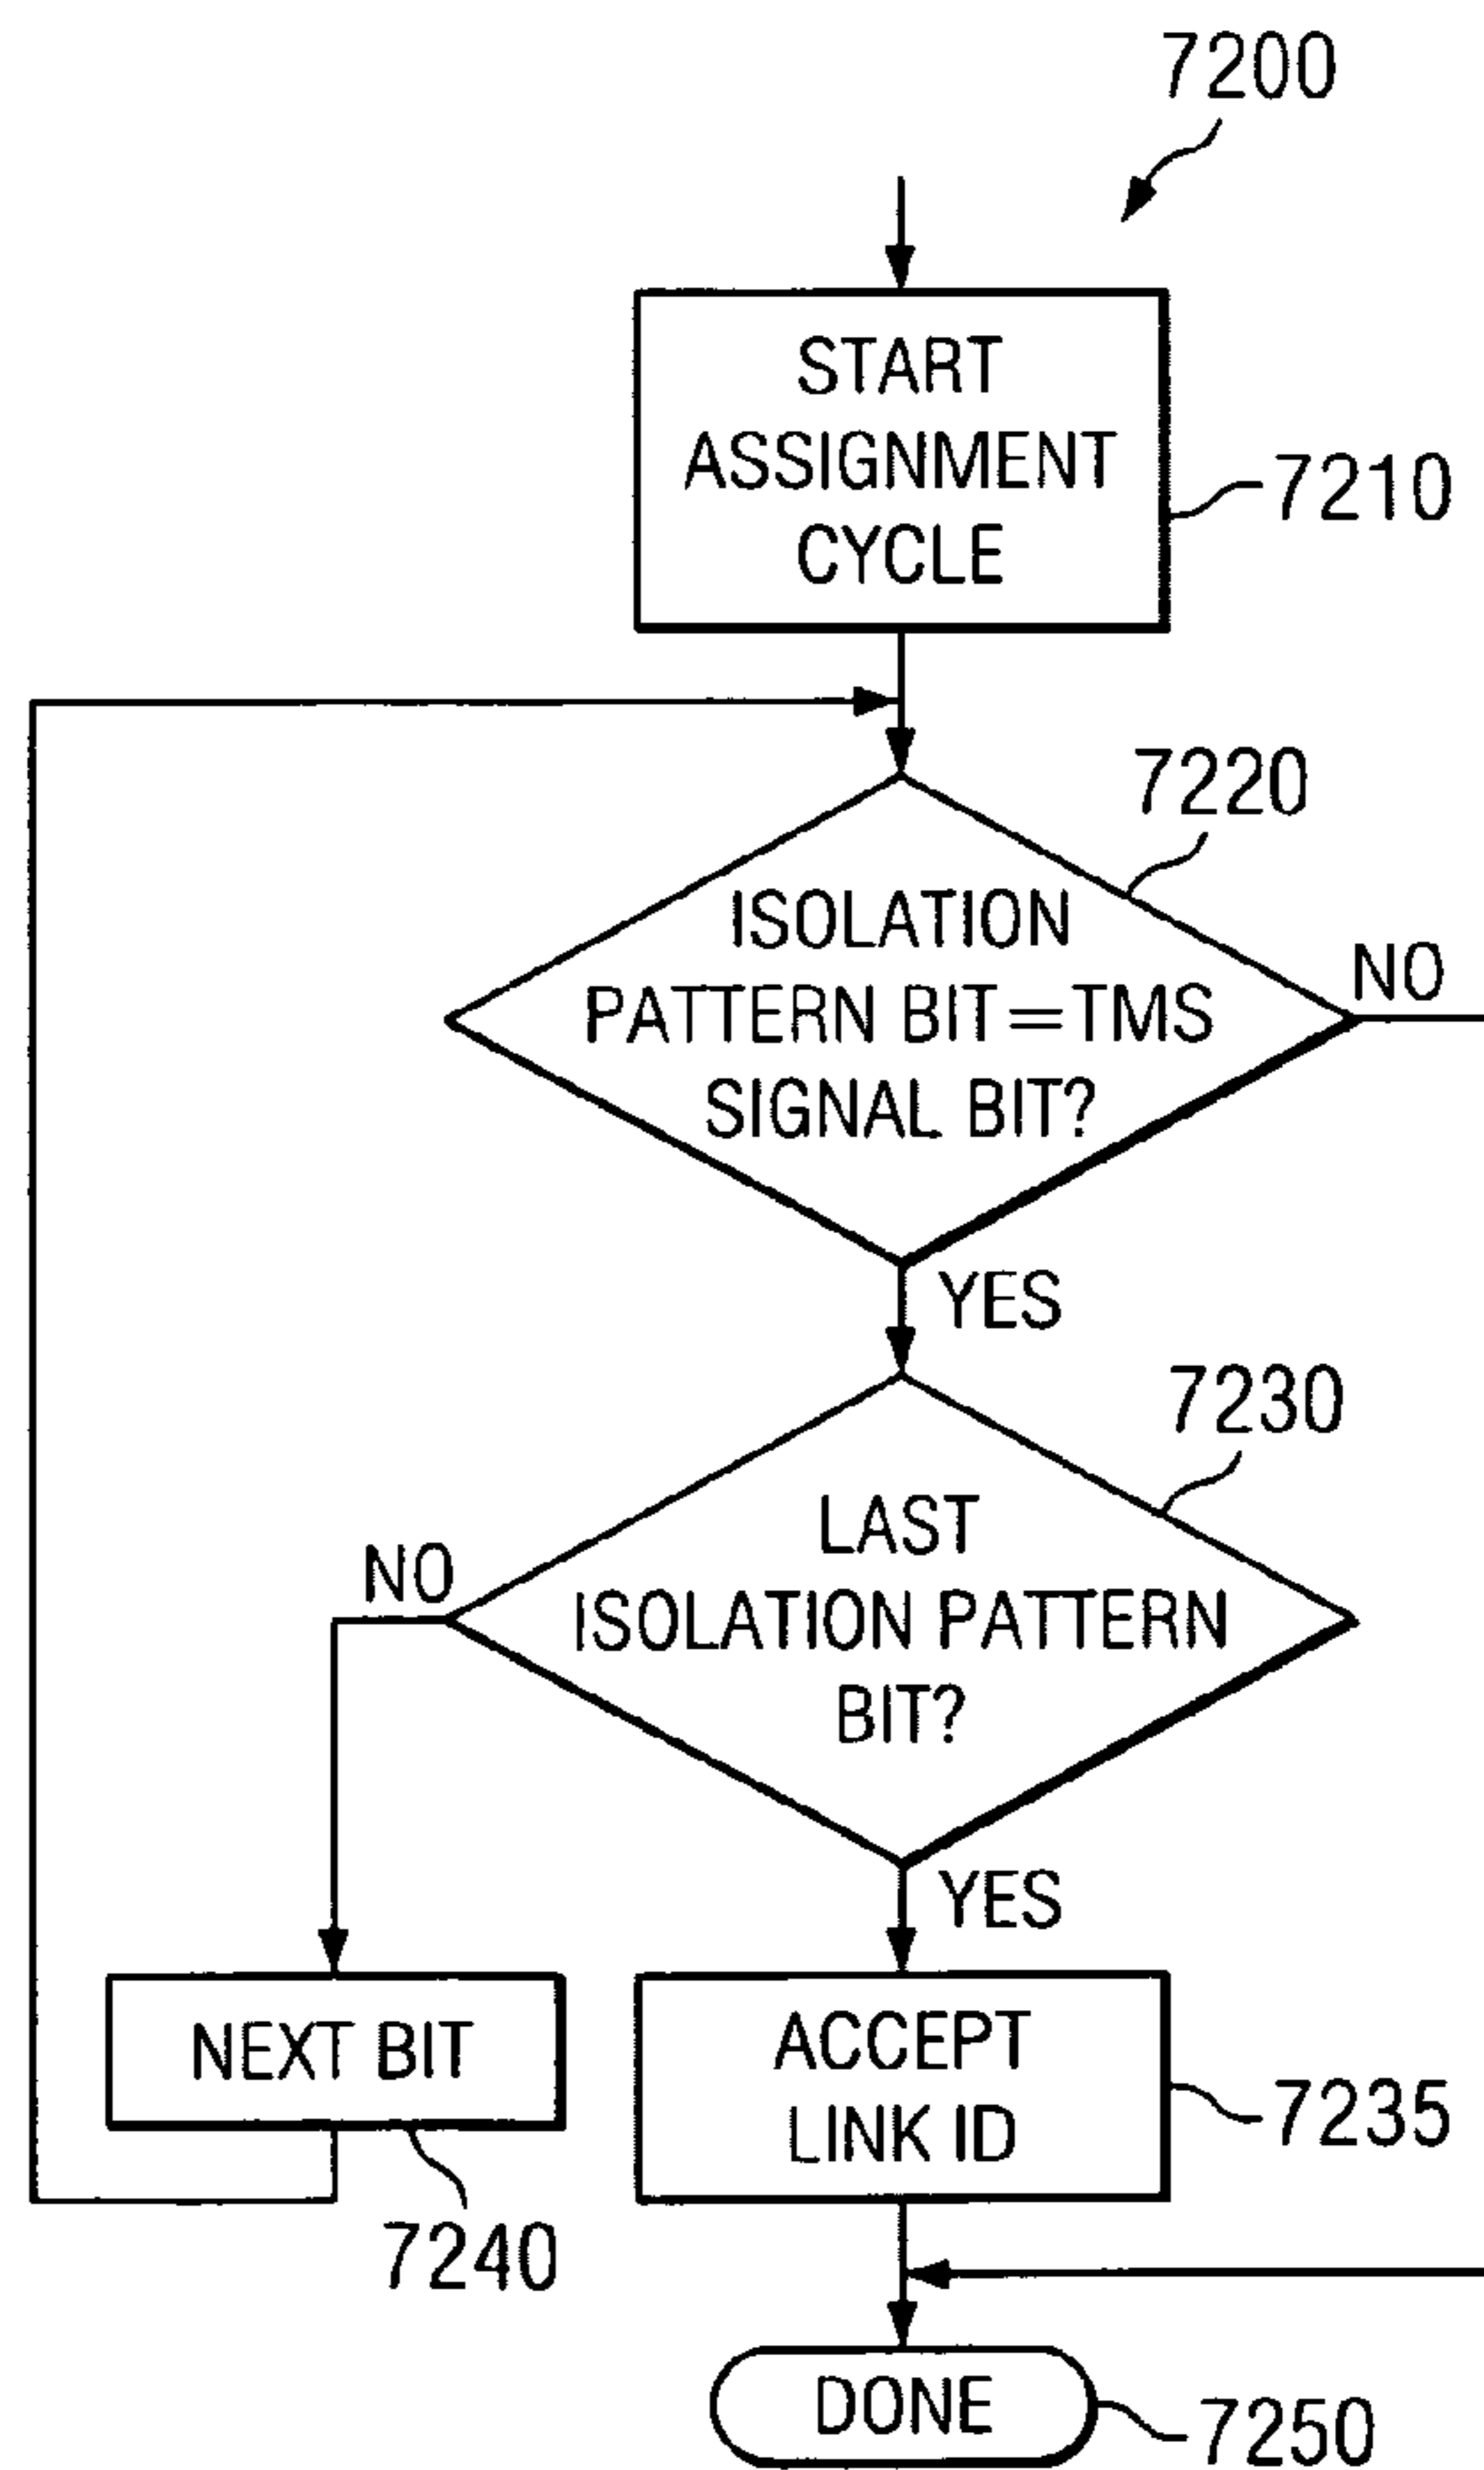 7200
START
ASSIGNMENT
CYCLE
7210
7220
ISOLATION
PATTERN BIT=TMS
SIGNAL BIT?
NO
YES
7230
LAST
ISOLATION PATTERN
BIT?
NO
YES
NEXT BIT
7240
ACCEPT
LINK ID
7235
DONE
7250